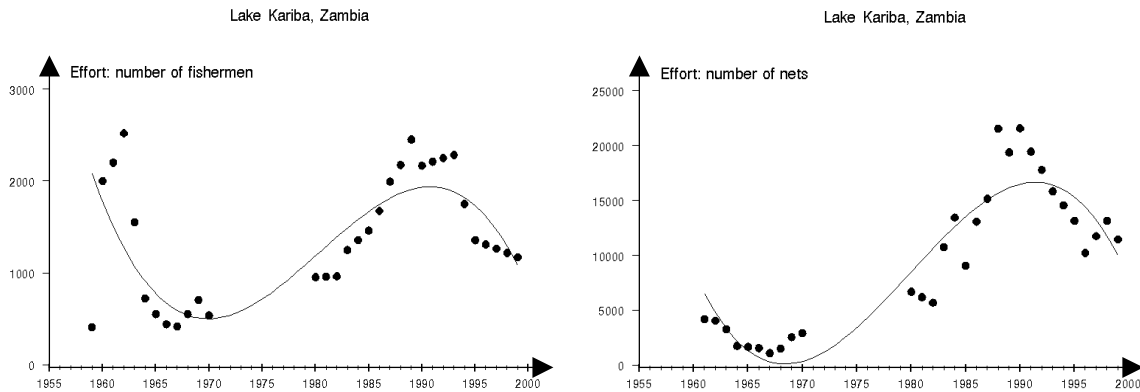 Lake Kariba, Zambia
Effort: number of fishermen
3000
2000
1000
0
1955 1960 1965 1970 1975 1980 1985 1990 1995 2000
Lake Kariba, Zambia
Effort: number of nets
25000
20000
15000
10000
5000
0
1955 1960 1965 1970 1975 1980 1985 1990 1995 2000